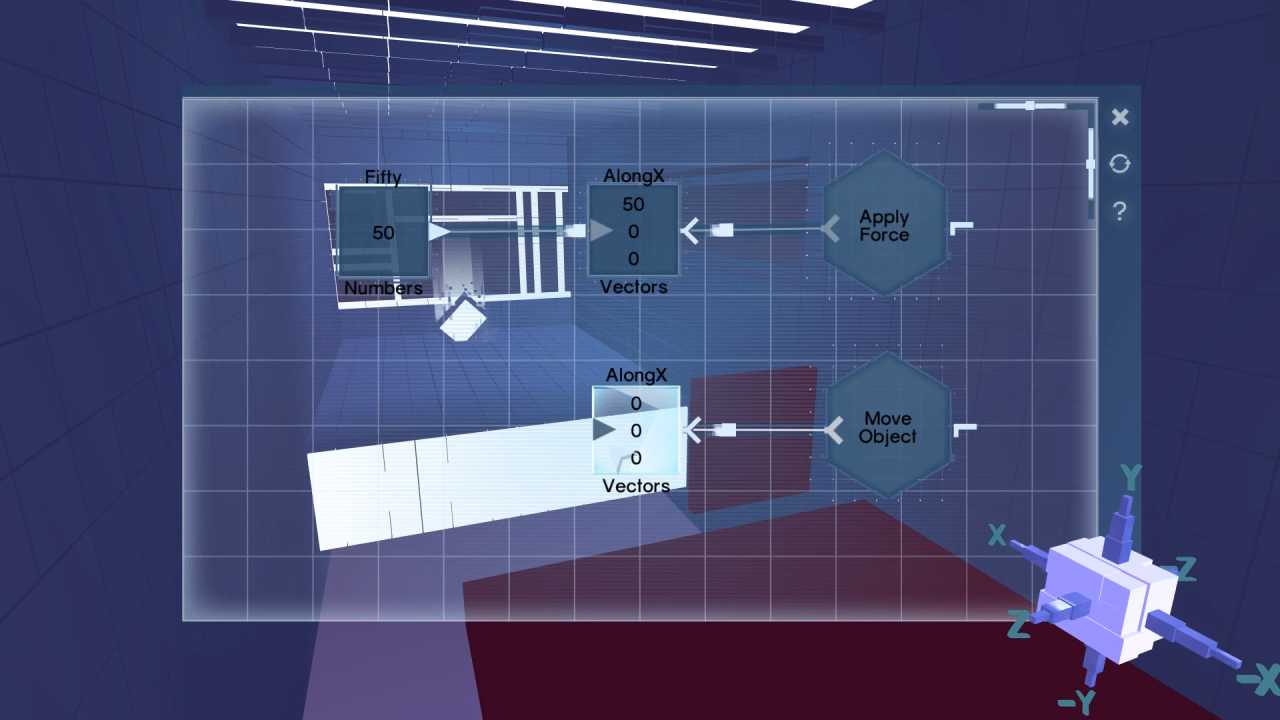 Fifty
50
Numbers
AlongX
50
0
0
Vectors
Apply
Force
?
AlongX
0
0
0
Vectors
Move
Object
Y
X
-Z
Z
-X
-Y